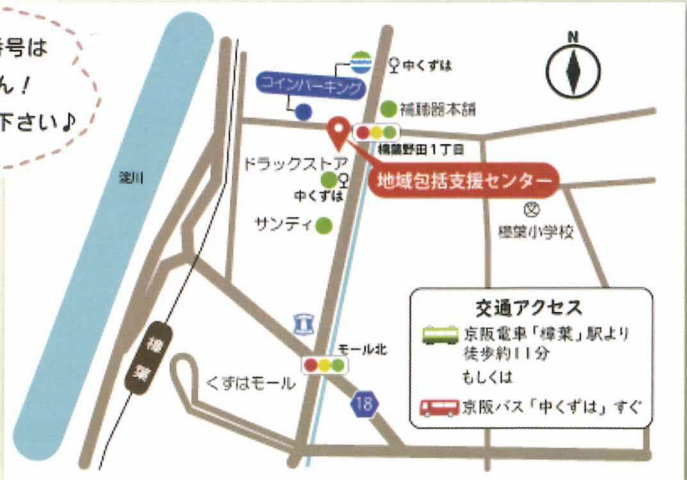 番号は
ん!
下さい♪
N
中くずは
コインパーキング
補聴器本舗
樟葉野田1丁目
ドラックストア
地域包括支援センター
中くずは
淀川
サンディ
樟葉小学校
交通アクセス
京阪電車「樟葉」駅より
徒歩約11分
もしくは
京阪バス「中くずは」すぐ
モール北
樟葉
くずはモール
18